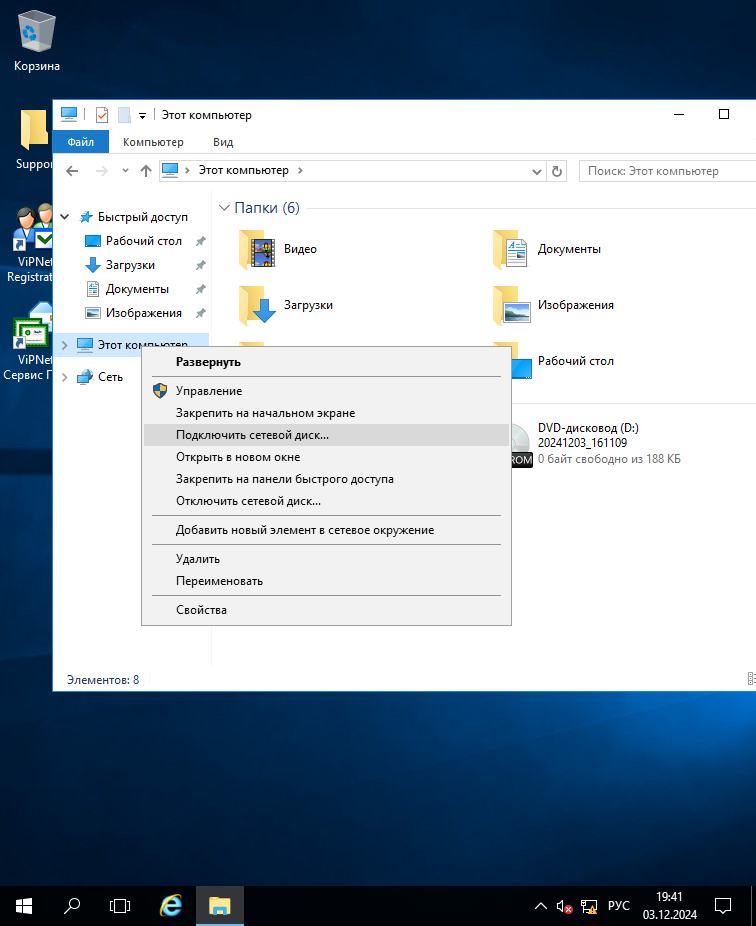 Корзина
Этот компьютер
Файл
Компьютер
Вид
Этот компьютер
Поиск: Этот компьютер
Suppo
ViPNet
Registrat
ViPNet
Сервис П
Быстрый доступ
Рабочий стол
Загрузки
Документы
Изображения
Этот компьютер
Сеть
Папки (6)
Видео
Документы
Загрузки
Изображения
Рабочий стол
DVD-дисковод (D:)
20241203_161109
0 байт свободно из 188 КБ
ROM
Развернуть
Управление
Закрепить на начальном экране
Подключить сетевой диск...
Открыть в новом окне
Закрепить на панели быстрого доступа
Отключить сетевой диск...
Добавить новый элемент в сетевое окружение
Удалить
Переименовать
Свойства
Элементов: 8
РУС
19:41
03.12.2024